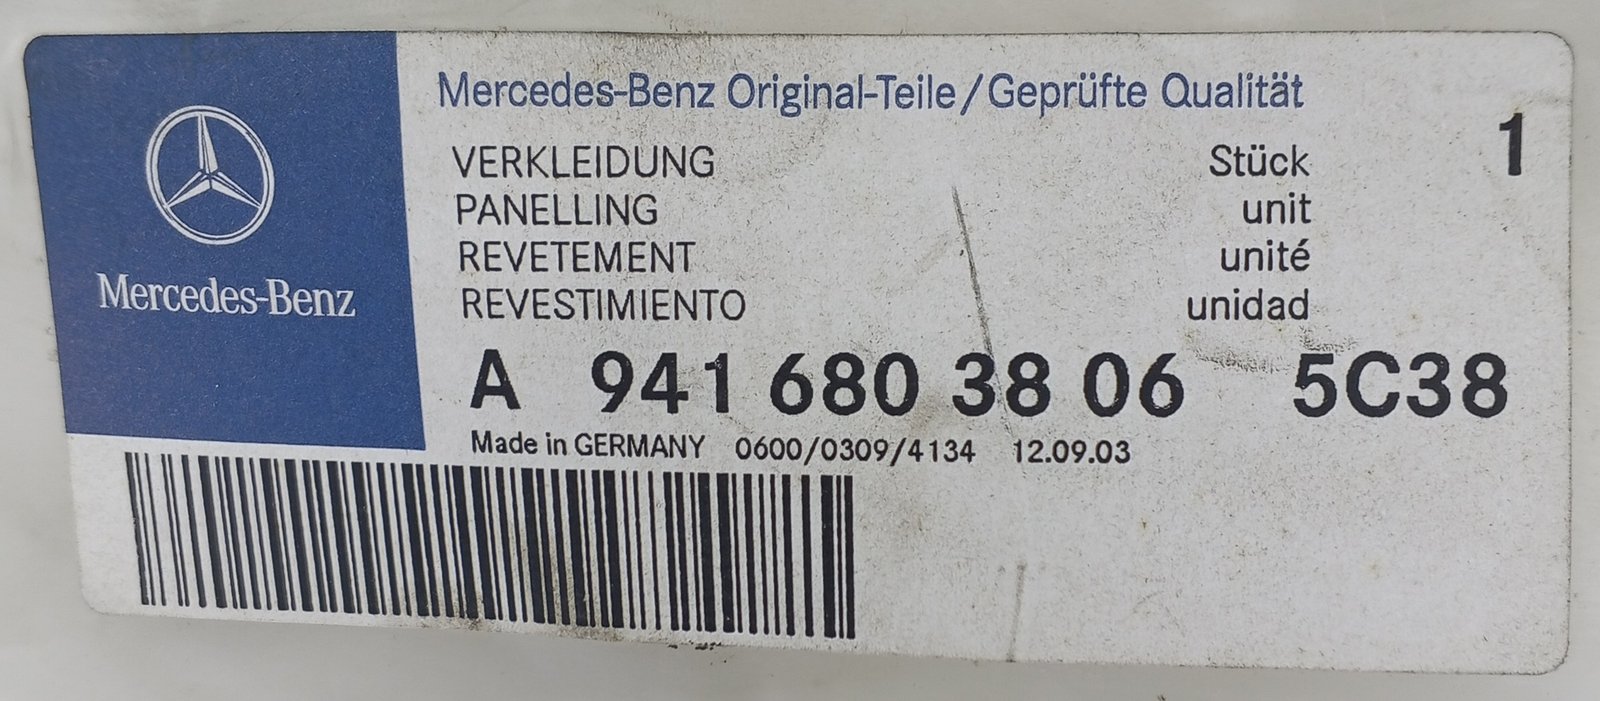 Mercedes-Benz
Mercedes-Benz Original-Teile/Geprüfte Qualität
VERKLEIDUNG Stück 1
PANELLING unit
REVETEMENT unité
REVESTIMIENTO unidad
A 941 680 38 06 5C38
Made in GERMANY 0600/0309/4134 12.09.03